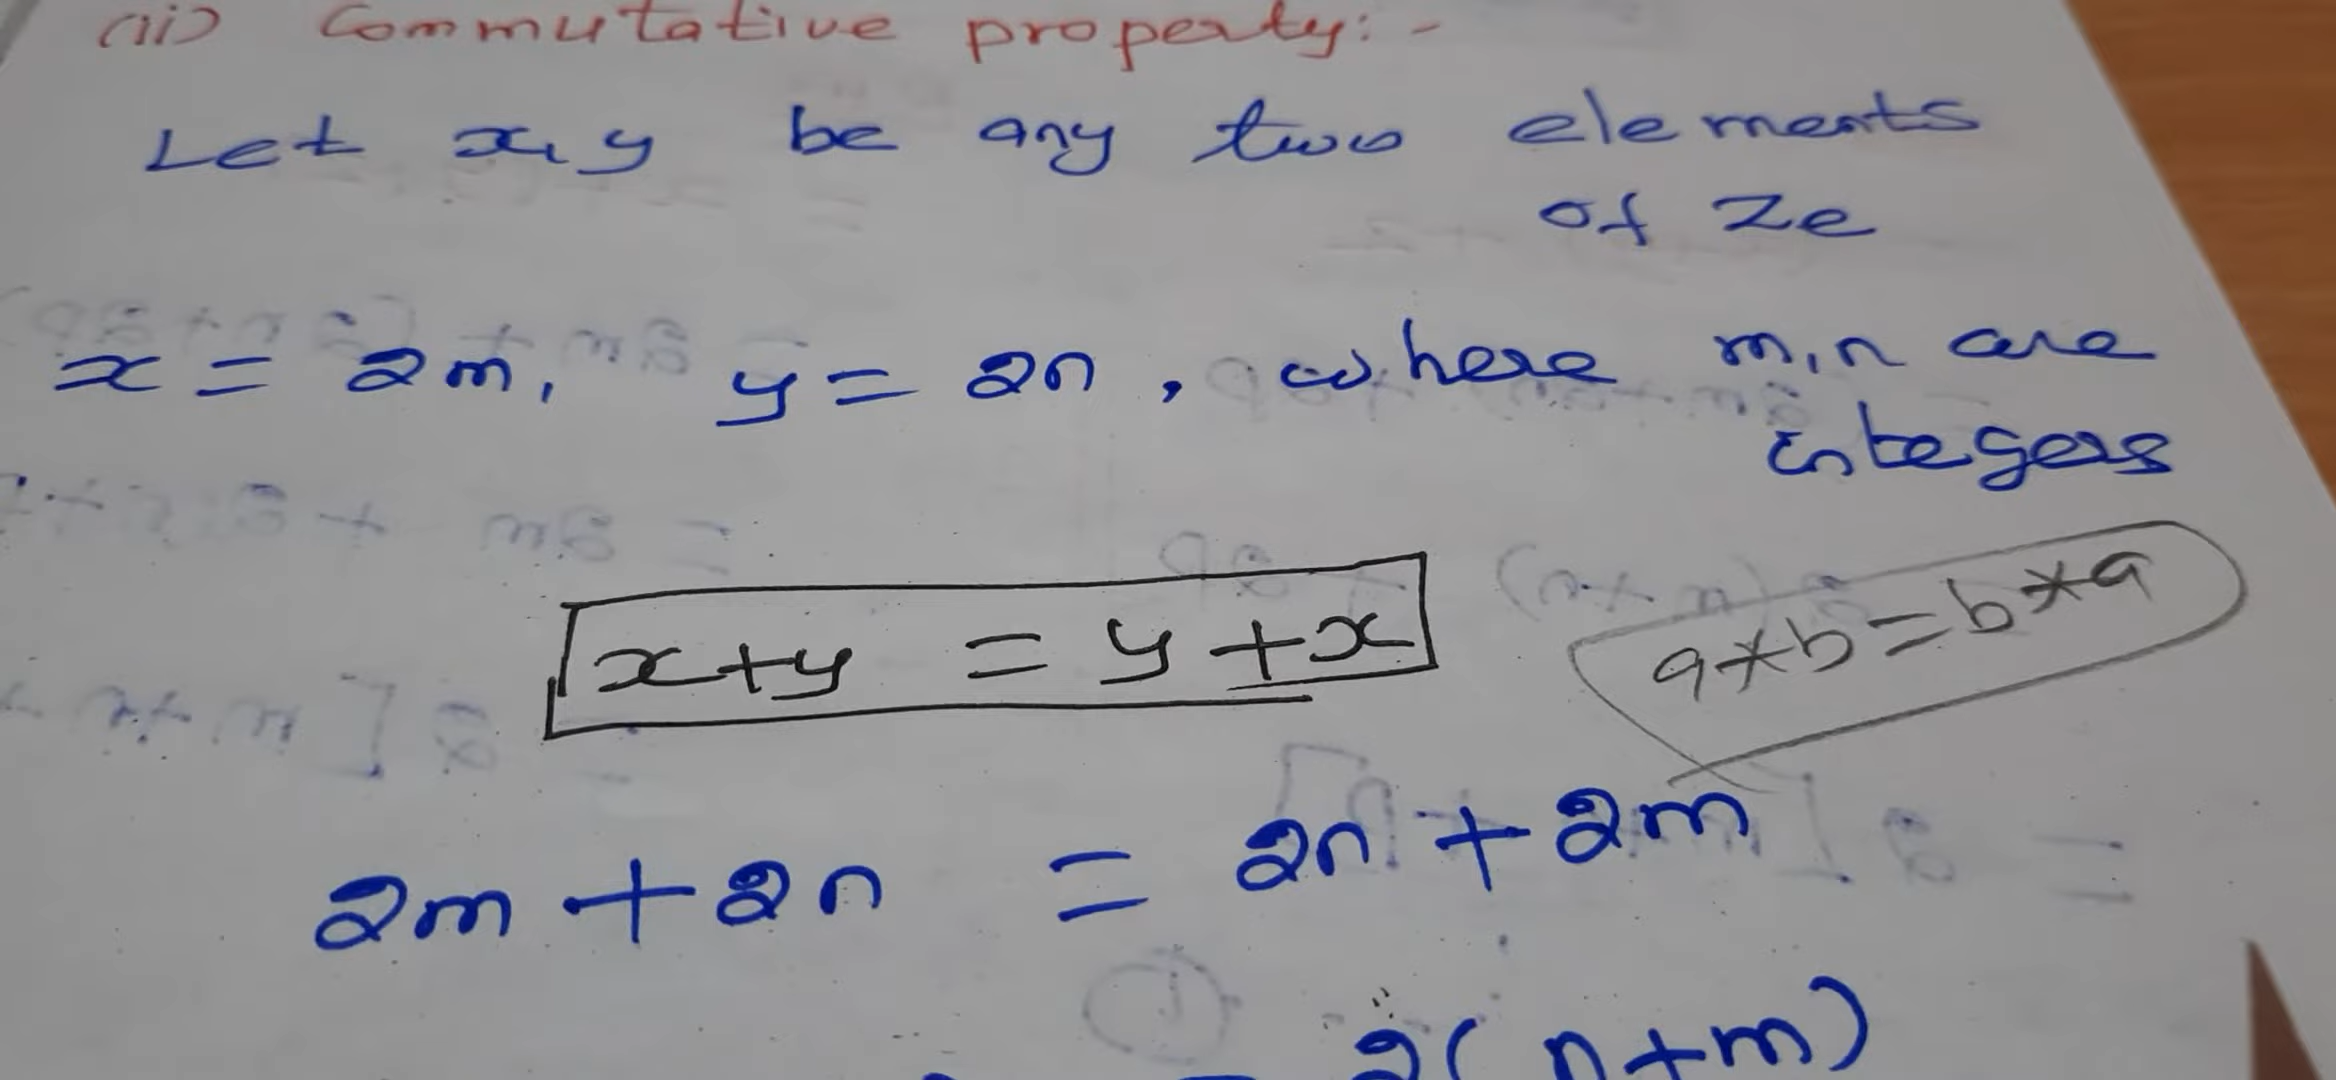 (ii) Commutative property:-
Let x, y be any two elements
of Ze
x = 2m, y = 2n, where m, n are
integers
x+y = y+x
a*b=b*a
2m + 2n = 2n + 2m
2(n+m)